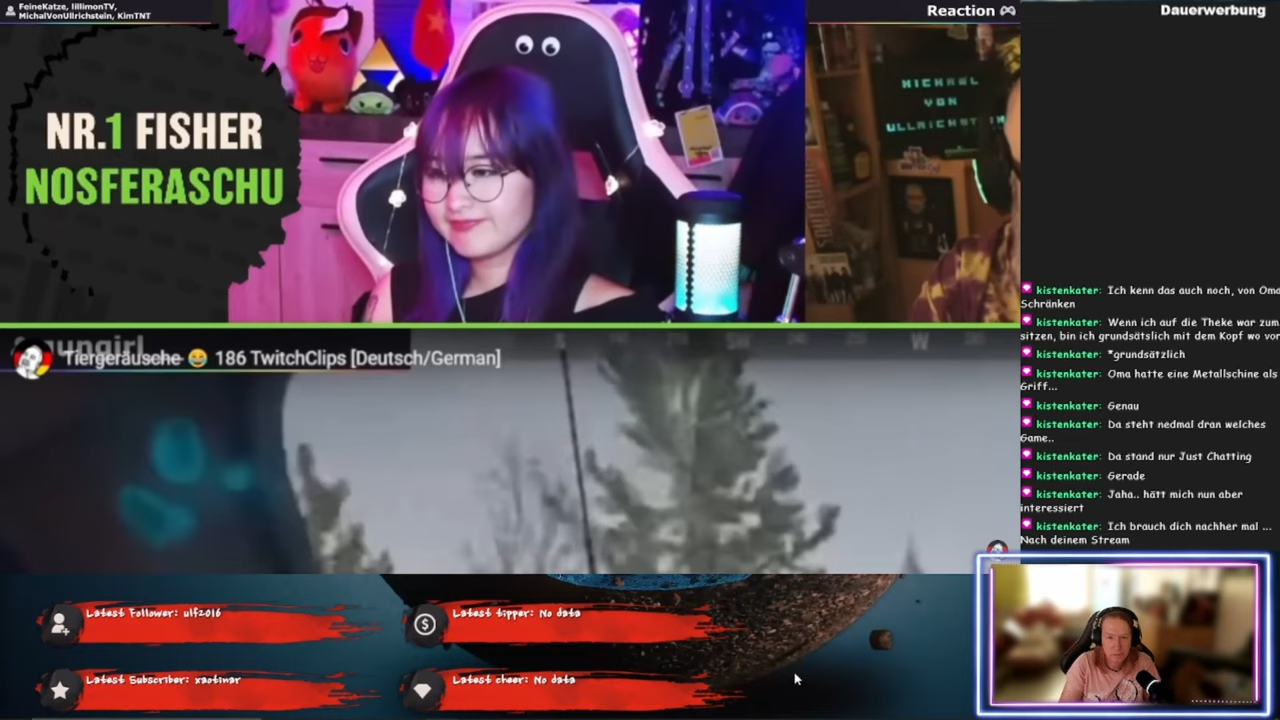 FeineKatze, IillimonTV,
MichalVonUllrichstein, KimTNT
Reaction
Dauerwerbung
NR.1 FISHER
NOSFERASCHU
MICHAEL
VON
Tiergeräusche 😂 186 TwitchClips [Deutsch/German]
W
kistenkater: Ich kenn das auch noch, von Oma
Schränken
kistenkater: Wenn ich auf die Theke war zum
sitzen, bin ich grundsätslich mit dem Kopf wo vor
kistenkater: *grundsätzlich
kistenkater: Oma hatte eine Metallschine als
Griff...
kistenkater: Genau
kistenkater: Da steht nedmal dran welches
Game..
kistenkater: Da stand nur Just Chatting
kistenkater: Gerade
kistenkater: Jaha.. hätt mich nun aber
interessiert
kistenkater: Ich brauch dich nachher mal ...
Nach deinem Stream
Latest Follower: ulf2016
Latest tipper: No data
Latest Subscriber: xaotinar
Latest cheer: No data